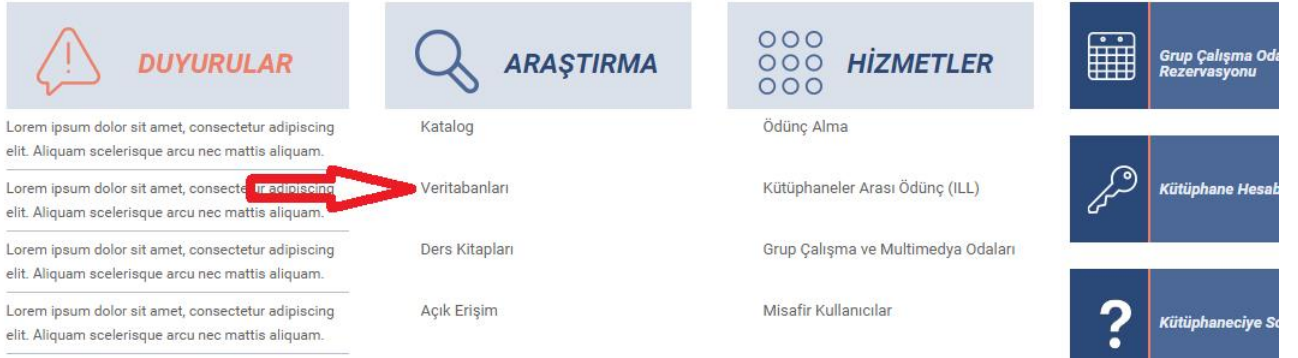 DUYURULAR
Lorem ipsum dolor sit amet, consectetur adipiscing
elit. Aliquam scelerisque arcu nec mattis aliquam.
Lorem ipsum dolor sit amet, consectetur adipiscing
elit. Aliquam scelerisque arcu nec mattis aliquam.
Lorem ipsum dolor sit amet, consectetur adipiscing
elit. Aliquam scelerisque arcu nec mattis aliquam.
Lorem ipsum dolor sit amet, consectetur adipiscing
elit. Aliquam scelerisque arcu nec mattis aliquam.
ARAŞTIRMA
Katalog
Veritabanları
Ders Kitapları
Açık Erişim
HİZMETLER
Ödünç Alma
Kütüphaneler Arası Ödünç (ILL)
Grup Çalışma ve Multimedya Odaları
Misafir Kullanıcılar
Grup Çalışma
Rezervasyonu
Kütüphane
Kütüphaneciye